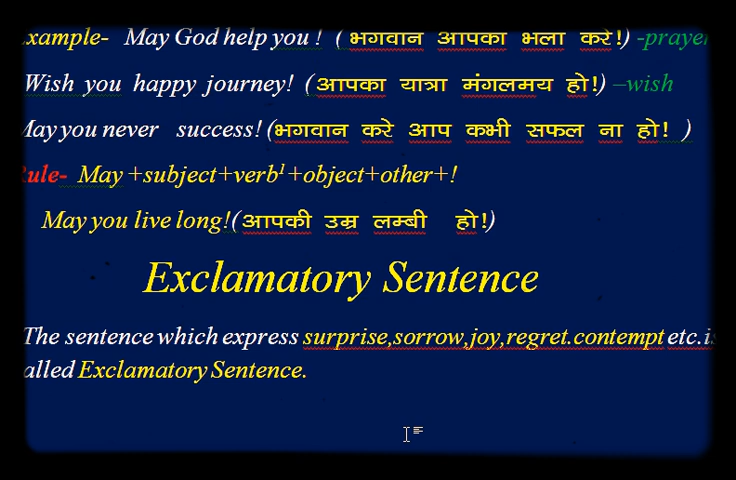 xample- May God help you ! ( भगवान आपका भला करे!) -prayer
Wish you happy journey! (आपका यात्रा मंगलमय हो!) –wish
May you never success! (भगवान करे आप कभी सफल ना हो! )
ule- May +subject+verb¹+object+other+!
May you live long!(आपकी उम्र लम्बी हो!)
Exclamatory Sentence
The sentence which express surprise,sorrow,joy,regret.contempt etc.is
alled Exclamatory Sentence.